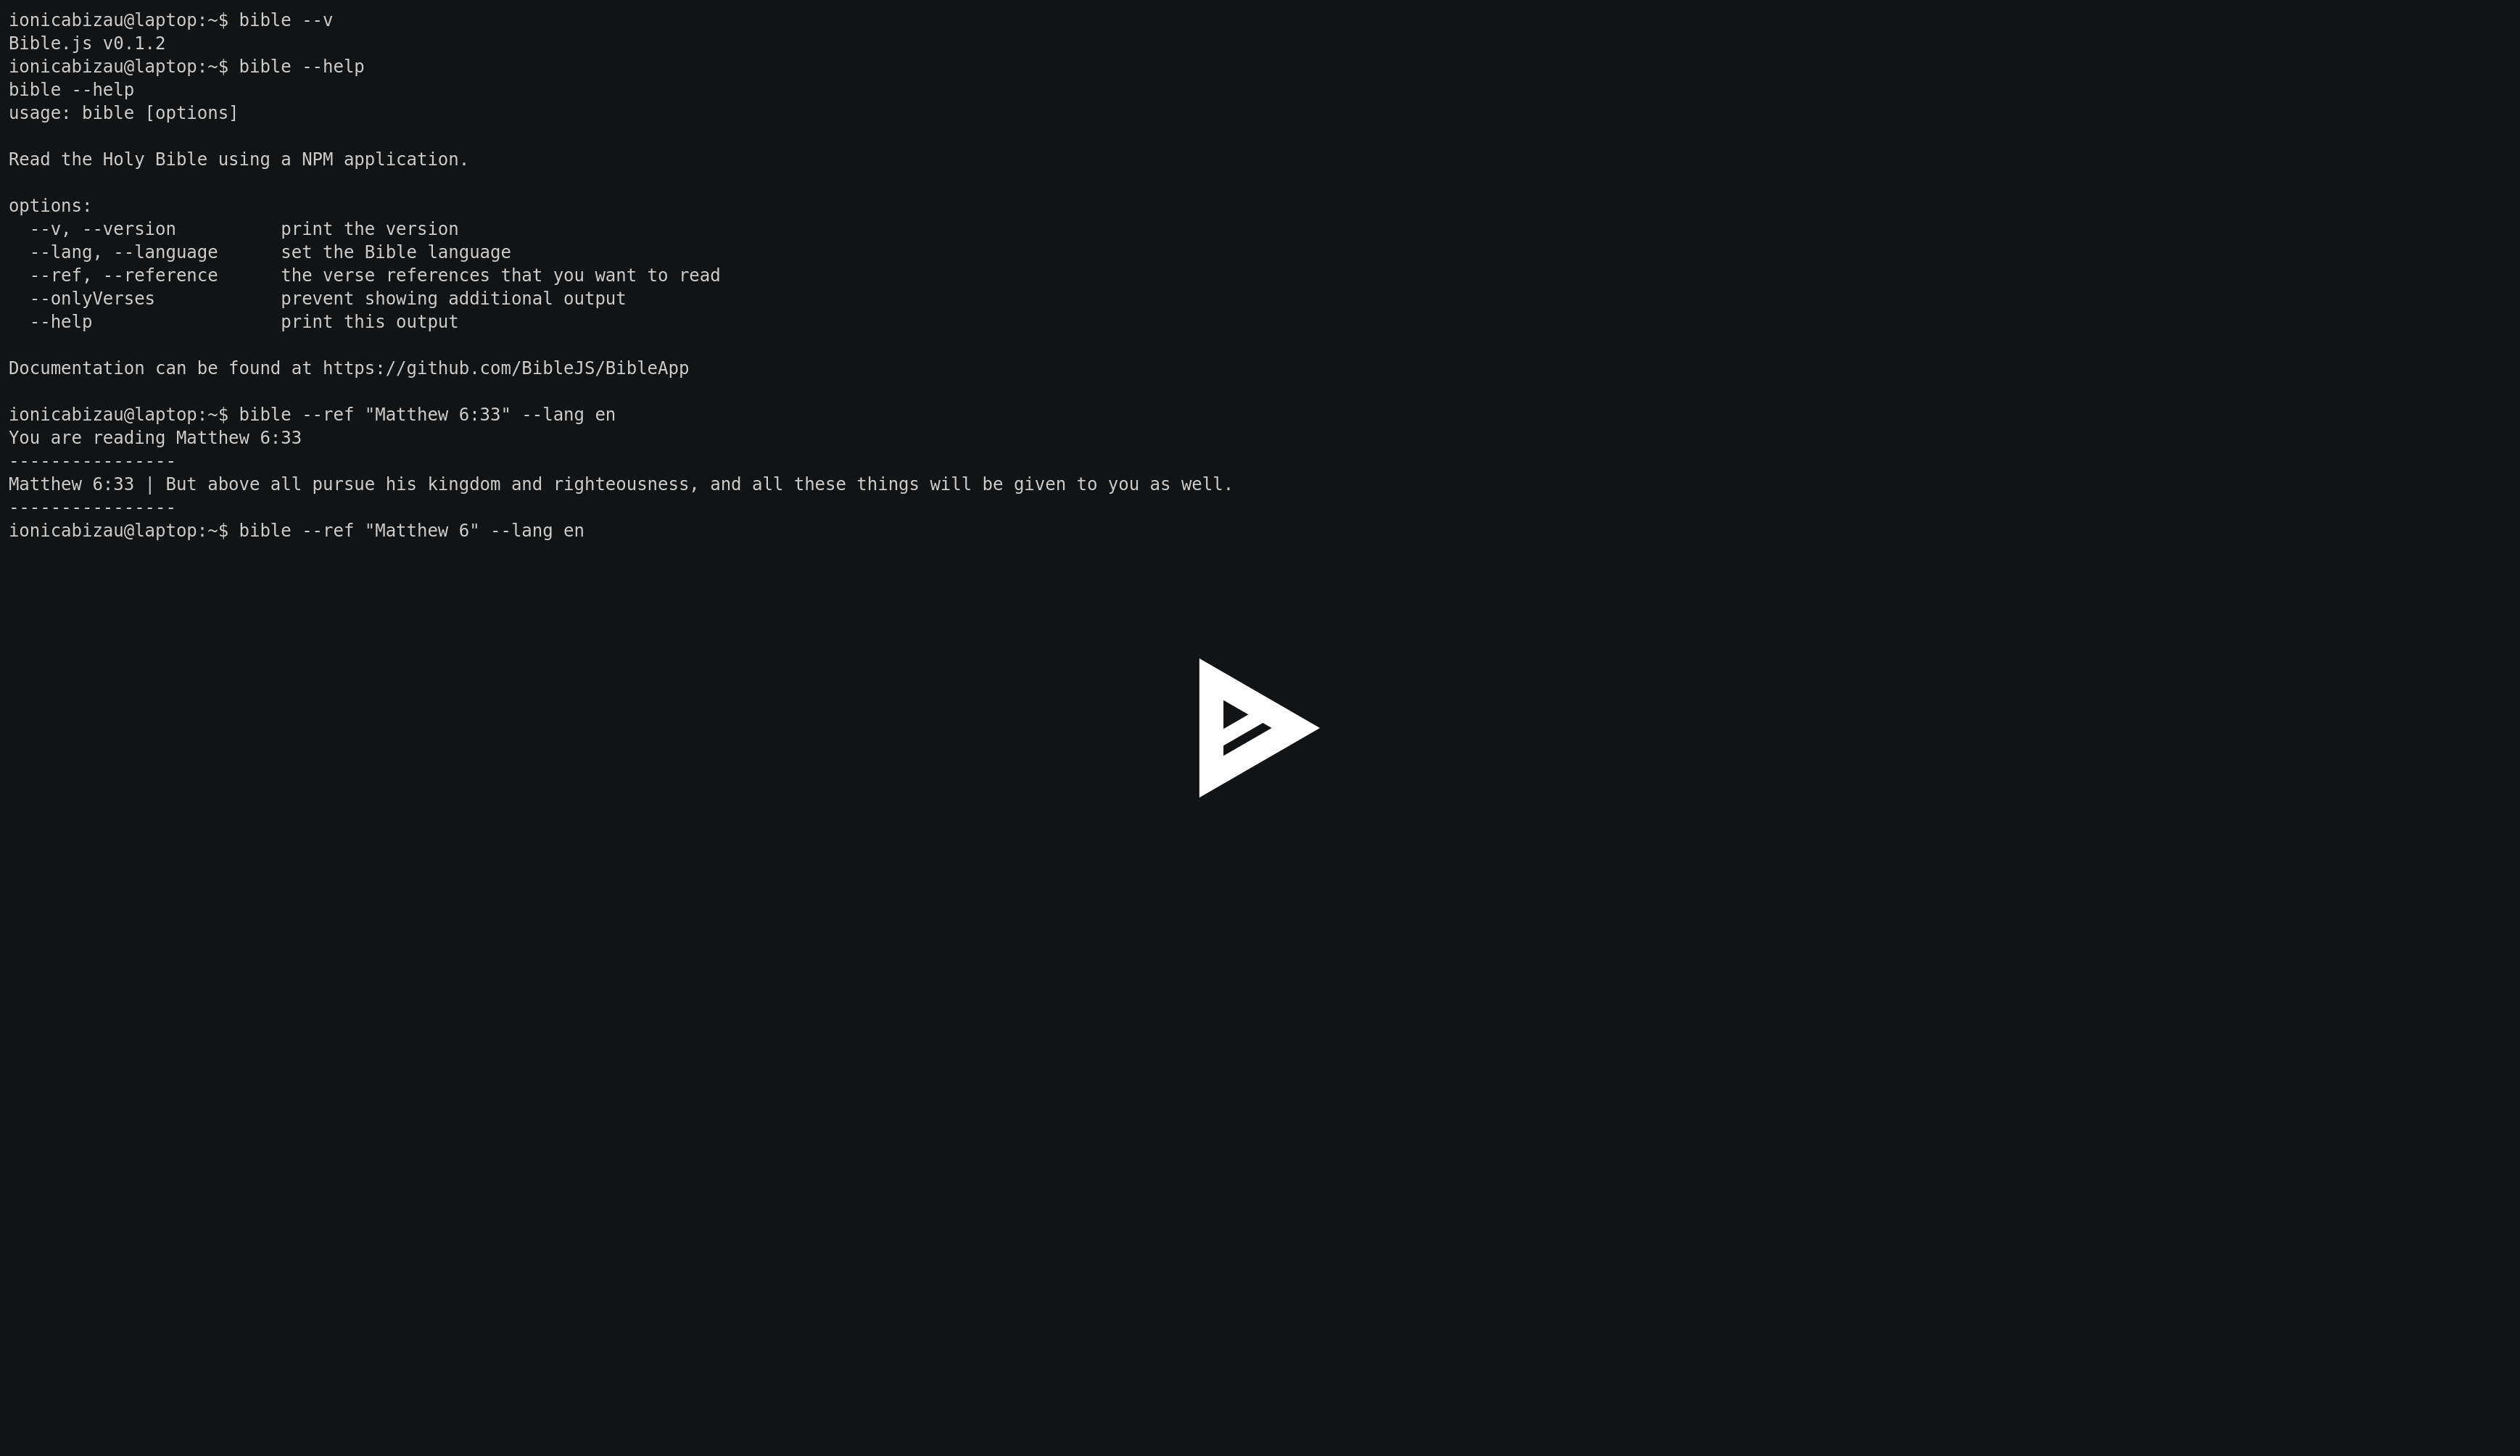 ionicabizau@laptop:~$ bible --v
Bible.js v0.1.2
ionicabizau@laptop:~$ bible --help
bible --help
usage: bible [options]

Read the Holy Bible using a NPM application.

options:
  --v, --version          print the version
  --lang, --language      set the Bible language
  --ref, --reference      the verse references that you want to read
  --onlyVerses            prevent showing additional output
  --help                  print this output

Documentation can be found at https://github.com/BibleJS/BibleApp

ionicabizau@laptop:~$ bible --ref "Matthew 6:33" --lang en
You are reading Matthew 6:33
----------------
Matthew 6:33 | But above all pursue his kingdom and righteousness, and all these things will be given to you as well.
----------------
ionicabizau@laptop:~$ bible --ref "Matthew 6" --lang en